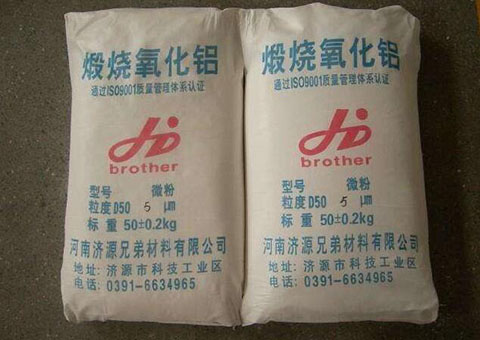 煅烧氧化铝
通过ISO9001质量管理体系认证
brother
型号 微粉
粒度D50 5 μm
标重 50±0.2kg
河南济源兄弟材料有限公司
地址: 济源市科技工业区
电话: 0391-6634965
煅烧氧化铝
通过ISO9001质量管理体系认证
brother
型号 微粉
粒度D50 5 μm
标重 50±0.2kg
河南济源兄弟材料有限公司
地址: 济源市科技工业区
电话: 0391-6634965